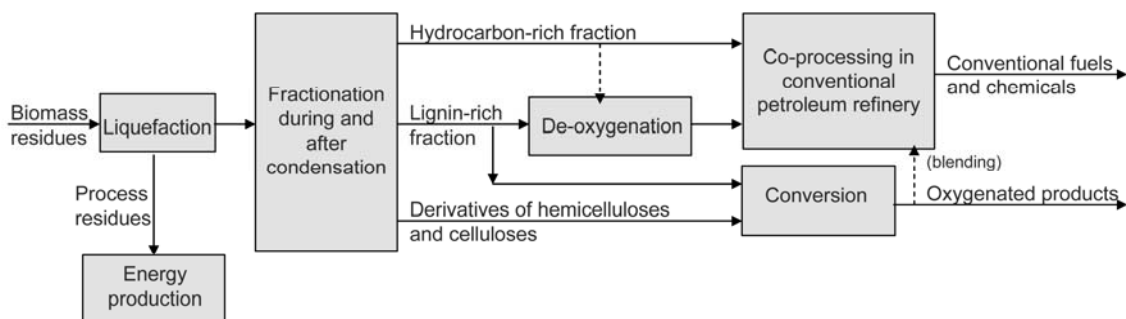 Biomass
residues
Liquefaction
Process
residues
Energy
production
Fractionation
during and
after
condensation
Hydrocarbon-rich fraction
Lignin-rich
fraction
De-oxygenation
Derivatives of hemicelluloses
and celluloses
Co-processing in
conventional
petroleum refinery
Conversion
(blending)
Conventional fuels
and chemicals
Oxygenated products